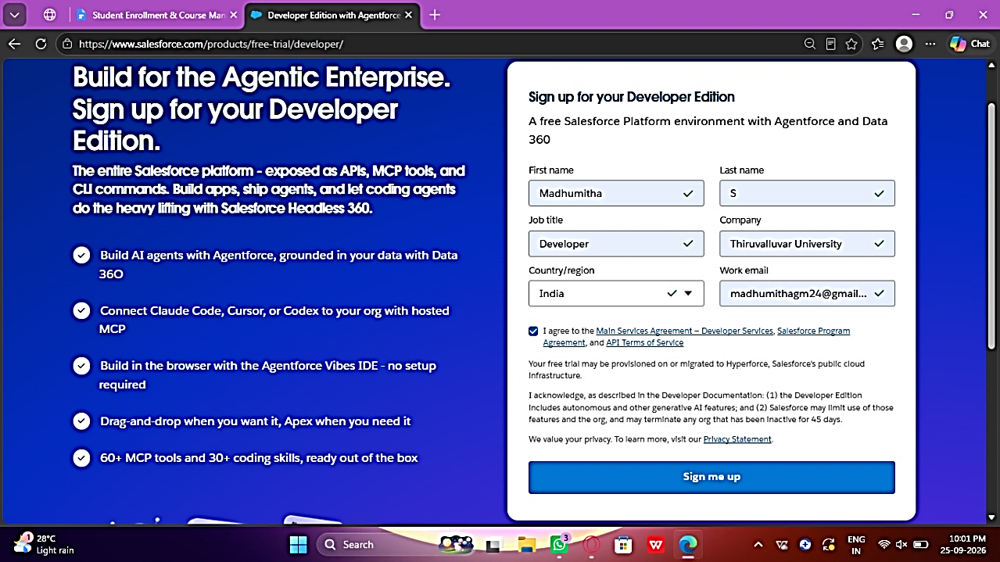 Student Enrollment & Course Man
Developer Edition with Agentforce
https://www.salesforce.com/products/free-trial/developer/
Chat
Build for the Agentic Enterprise.
Sign up for your Developer
Edition.
The entire Salesforce platform - exposed as APIs, MCP tools, and
CLI commands. Build apps, ship agents, and let coding agents
do the heavy lifting with Salesforce Headless 360.
Build AI agents with Agentforce, grounded in your data with Data
360
Connect Claude Code, Cursor, or Codex to your org with hosted
MCP
Build in the browser with the Agentforce Vibes IDE - no setup
required
Drag-and-drop when you want it, Apex when you need it
60+ MCP tools and 30+ coding skills, ready out of the box
Sign up for your Developer Edition
A free Salesforce Platform environment with Agentforce and Data
360
First name
Last name
Madhumitha
S
Job title
Company
Developer
Thiruvalluvar University
Country/region
Work email
India
madhumithagm24@gmail...
I agree to the Main Services Agreement – Developer Services, Salesforce Program
Agreement, and API Terms of Service
Your free trial may be provisioned on or migrated to Hyperforce, Salesforce's public cloud
infrastructure.
I acknowledge, as described in the Developer Documentation: (1) the Developer Edition
includes autonomous and other generative AI features; and (2) Salesforce may limit use of those
features and the org, and may terminate any org that has been inactive for 45 days.
We value your privacy. To learn more, visit our Privacy Statement.
Sign me up
1
28°C
Light rain
Search
3
W
ENG
IN
10:01 PM
25-09-2026